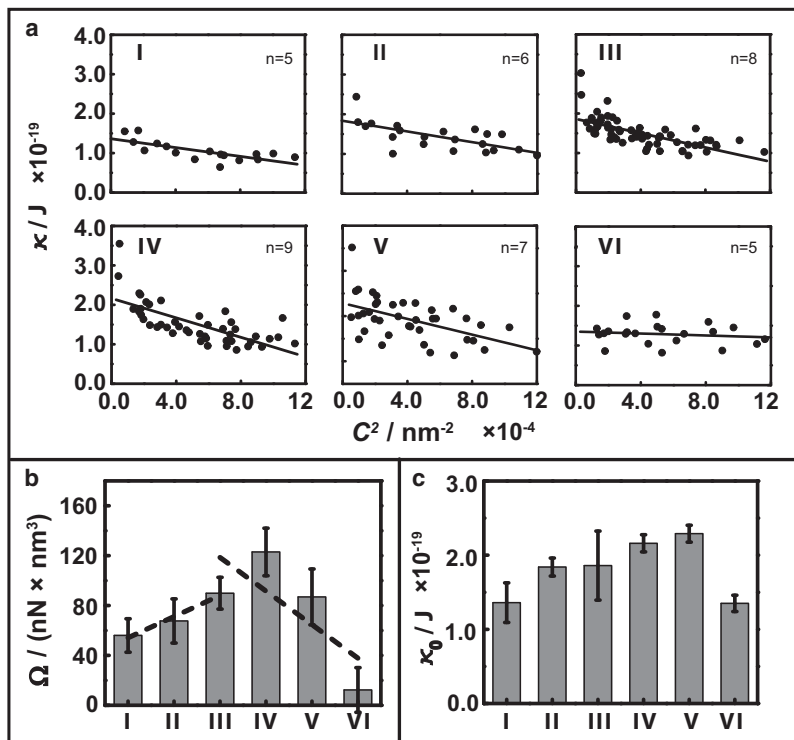 a
I n=5 II n=6 III n=8
4.0
3.0
2.0
1.0
0.0
IV n=9 V n=7 VI n=5
4.0
3.0
2.0
1.0
0.0
κ / J ×10⁻¹⁹
0.0 4.0 8.0 12 0.0 4.0 8.0 12 0.0 4.0 8.0 12
C² / nm⁻² ×10⁻⁴
b
160
120
80
40
0
Ω / (nN × nm³)
I II III IV V VI
c
3.0
2.0
1.0
0.0
κ₀ / J ×10⁻¹⁹
I II III IV V VI